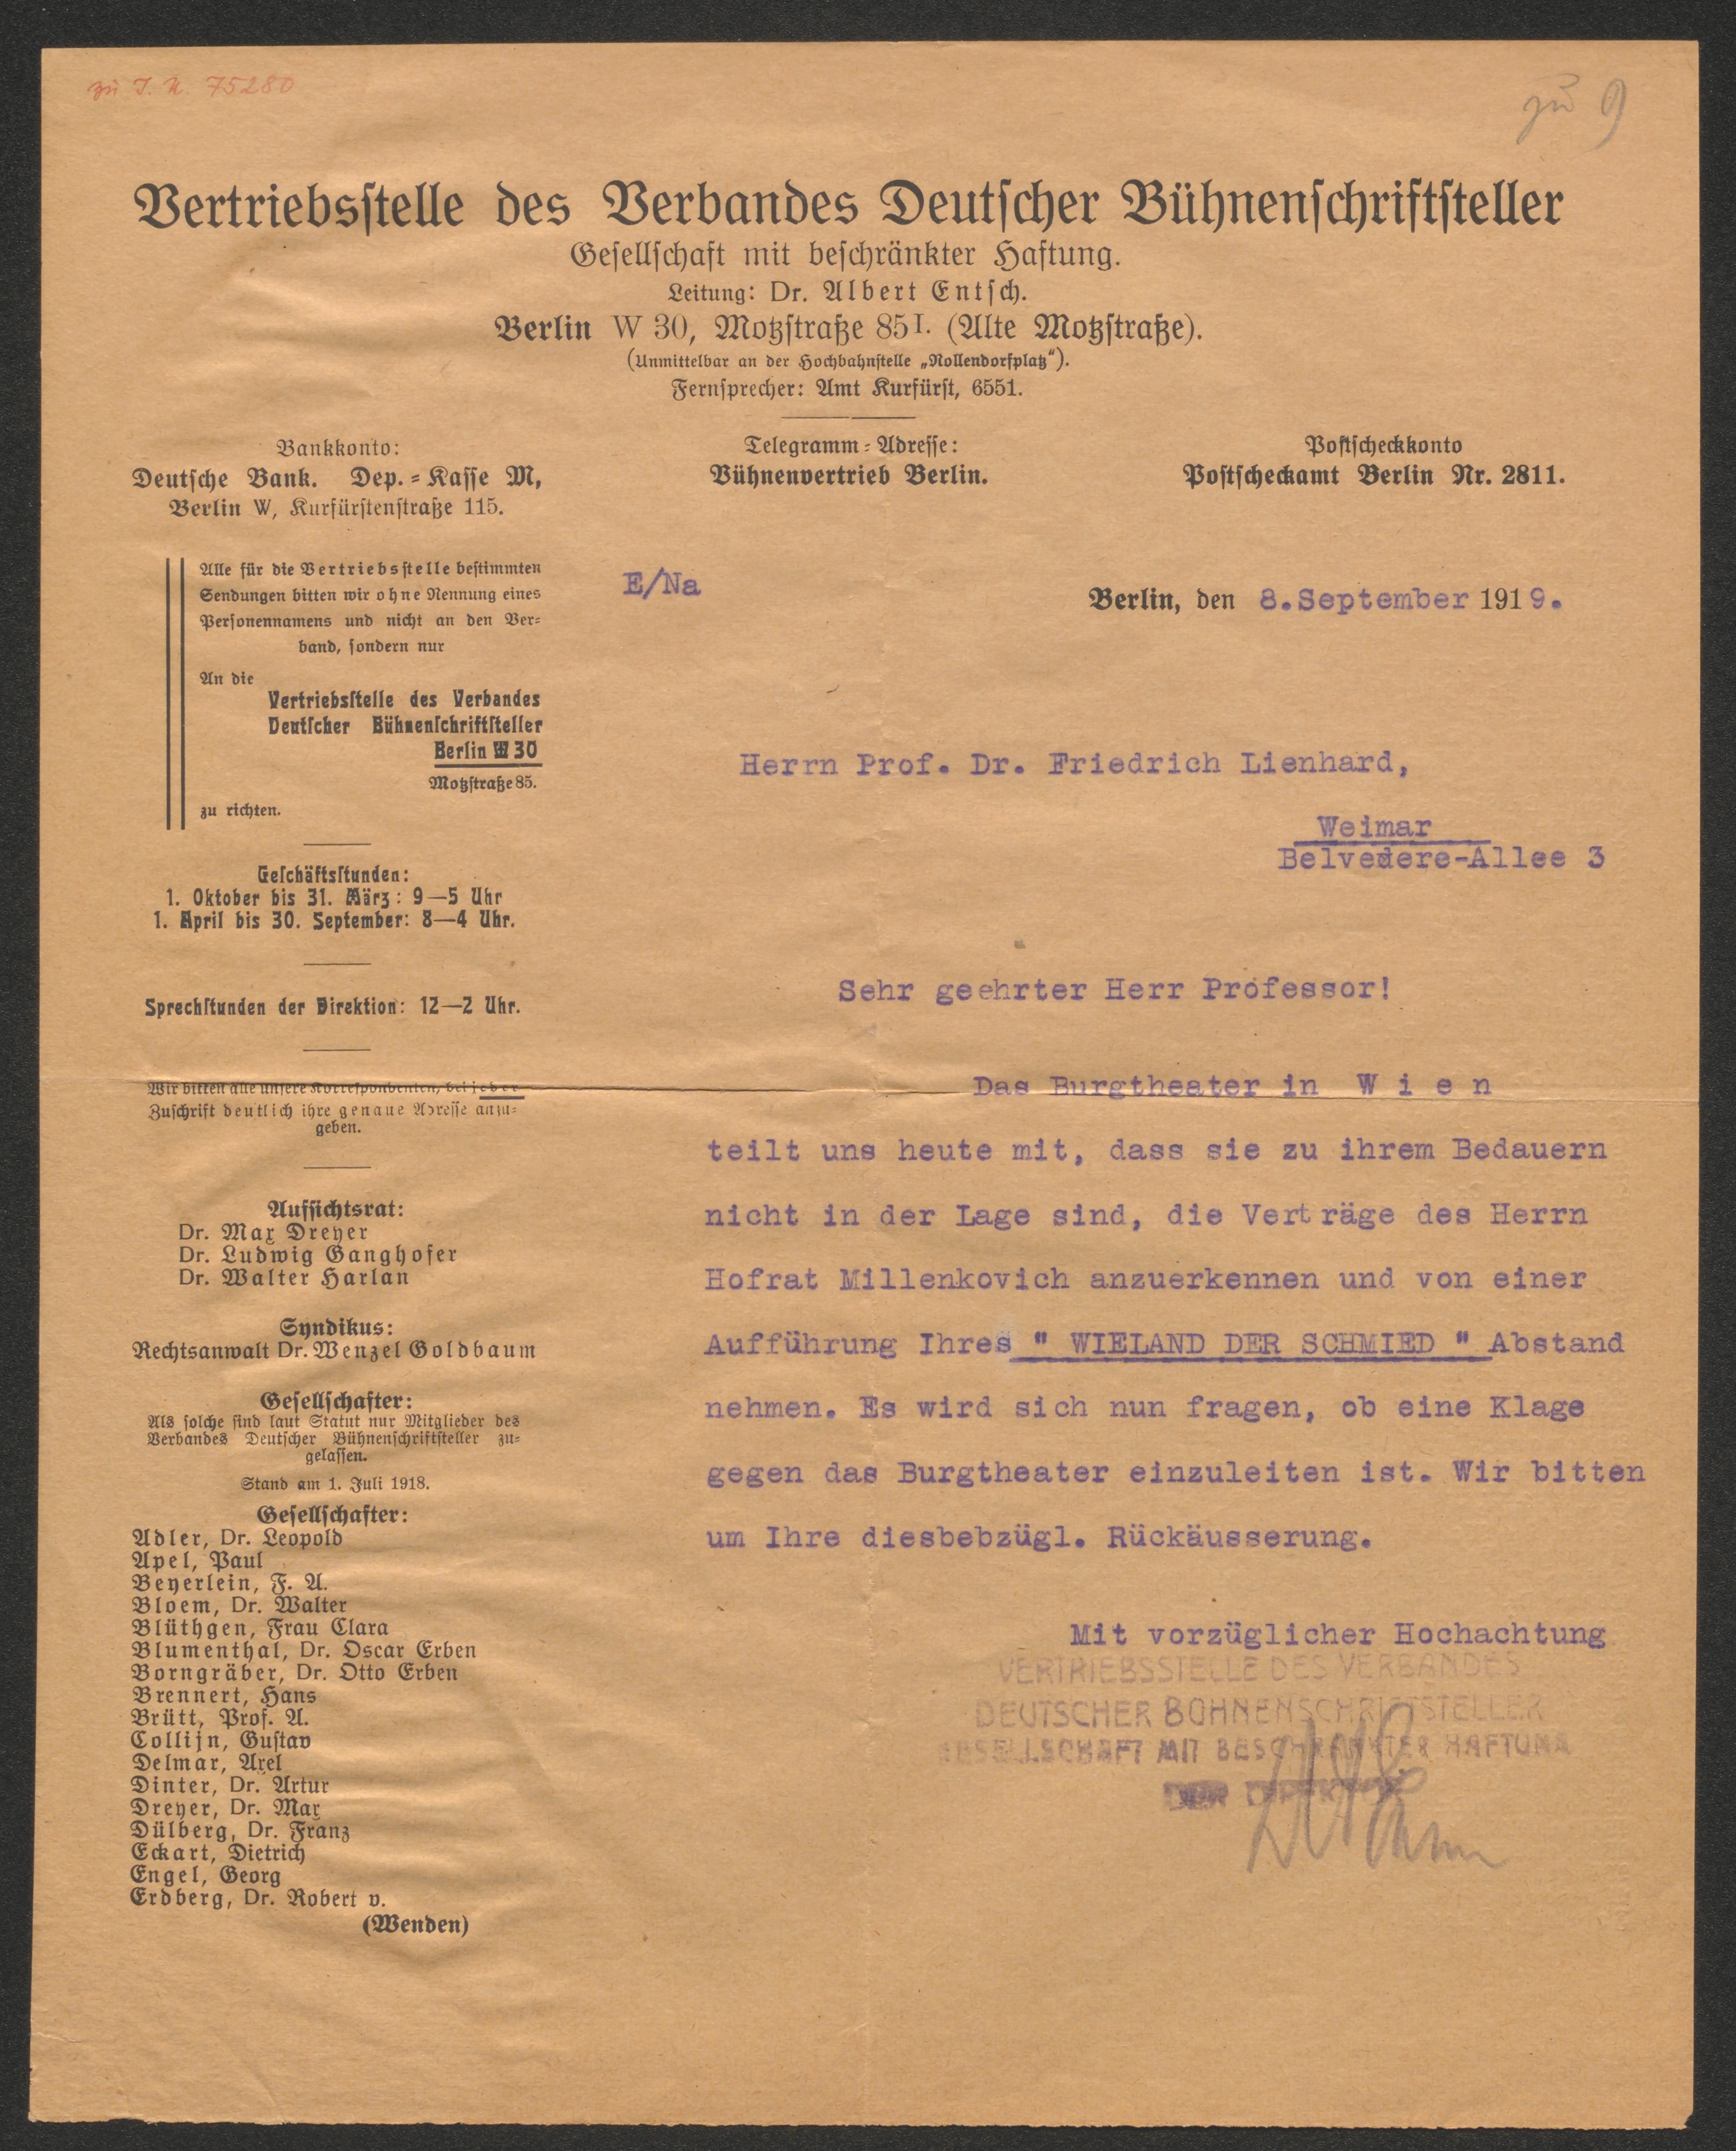 zu I. N. 75280
zu 9
Vertriebsstelle des Verbandes Deutscher Bühnenschriftsteller
Gesellschaft mit beschränkter Haftung.
Leitung: Dr. Albert Entsch.
Berlin W 30, Motzstraße 85 I. (Alte Motzstraße).
(Unmittelbar an der Hochbahnstelle „Nollendorfplatz“).
Fernsprecher: Amt Kurfürst, 6551.
Bankkonto:
Deutsche Bank. Dep.=Kasse M,
Berlin W, Kurfürstenstraße 115.
Telegramm=Adresse:
Bühnenvertrieb Berlin.
Postscheckkonto
Postscheckamt Berlin Nr. 2811.
Alle für die Vertriebsstelle bestimmten
Sendungen bitten wir ohne Nennung eines
Personennamens und nicht an den Ver=
band, sondern nur
An die
Vertriebsstelle des Verbandes
Deutscher Bühnenschriftsteller
Berlin W 30
Motzstraße 85.
zu richten.
Geschäftsstunden:
1. Oktober bis 31. März: 9—5 Uhr
1. April bis 30. September: 8—4 Uhr.
Sprechstunden der Direktion: 12—2 Uhr.
Wir bitten alle unsere Korrespondenten, bei jeder
Zuschrift deutlich ihre genaue Adresse anzu=
geben.
Aufsichtsrat:
Dr. Max Dreyer
Dr. Ludwig Ganghofer
Dr. Walter Harlan
Syndikus:
Rechtsanwalt Dr. Wenzel Goldbaum
Gesellschafter:
Als solche sind laut Statut nur Mitglieder des
Verbandes Deutscher Bühnenschriftsteller zu=
gelassen.
Stand am 1. Juli 1918.
Gesellschafter:
Adler, Dr. Leopold
Apel, Paul
Beyerlein, F. A.
Bloem, Dr. Walter
Blüthgen, Frau Clara
Blumenthal, Dr. Oscar Erben
Borngräber, Dr. Otto Erben
Brennert, Hans
Brütt, Prof. A.
Collijn, Gustav
Delmar, Axel
Dinter, Dr. Artur
Dreyer, Dr. Max
Dülberg, Dr. Franz
Eckart, Dietrich
Engel, Georg
Erdberg, Dr. Robert v.
(Wenden)
E/Na
Berlin, den 8.September 1919.
Herrn Prof. Dr. Friedrich Lienhard,
Weimar
Belvedere-Allee 3
Sehr geehrter Herr Professor!
Das Burgtheater in W i e n
teilt uns heute mit, dass sie zu ihrem Bedauern
nicht in der Lage sind, die Verträge des Herrn
Hofrat Millenkovich anzuerkennen und von einer
Aufführung Ihres " WIELAND DER SCHMIED " Abstand
nehmen. Es wird sich nun fragen, ob eine Klage
gegen das Burgtheater einzuleiten ist. Wir bitten
um Ihre diesbebzügl. Rückäusserung.
Mit vorzüglicher Hochachtung
VERTRIEBSSTELLE DES VERBANDES
DEUTSCHER BÜHNENSCHRIFTSTELLER
GESELLSCHAFT MIT BESCHRÄNKTER HAFTUNG